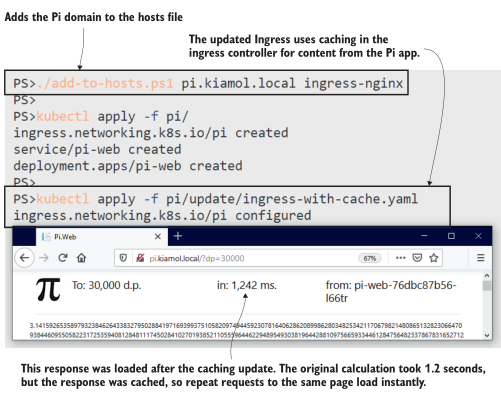 Adds the Pi domain to the hosts file
The updated Ingress uses caching in the
ingress controller for content from the Pi app.
PS>./add-to-hosts.ps1 pi.kiamol.local ingress-nginx
PS>
PS>kubectl apply -f pi/
ingress.networking.k8s.io/pi created
service/pi-web created
deployment.apps/pi-web created
PS>
PS>kubectl apply -f pi/update/ingress-with-cache.yaml
ingress.networking.k8s.io/pi configured
Pi.Web
pi.kiamol.local/?dp=30000
67%
π To: 30,000 d.p. in: 1,242 ms. from: pi-web-76dbc87b56-
l66tr
This response was loaded after the caching update. The original calculation took 1.2 seconds,
but the response was cached, so repeat requests to the same page load instantly.